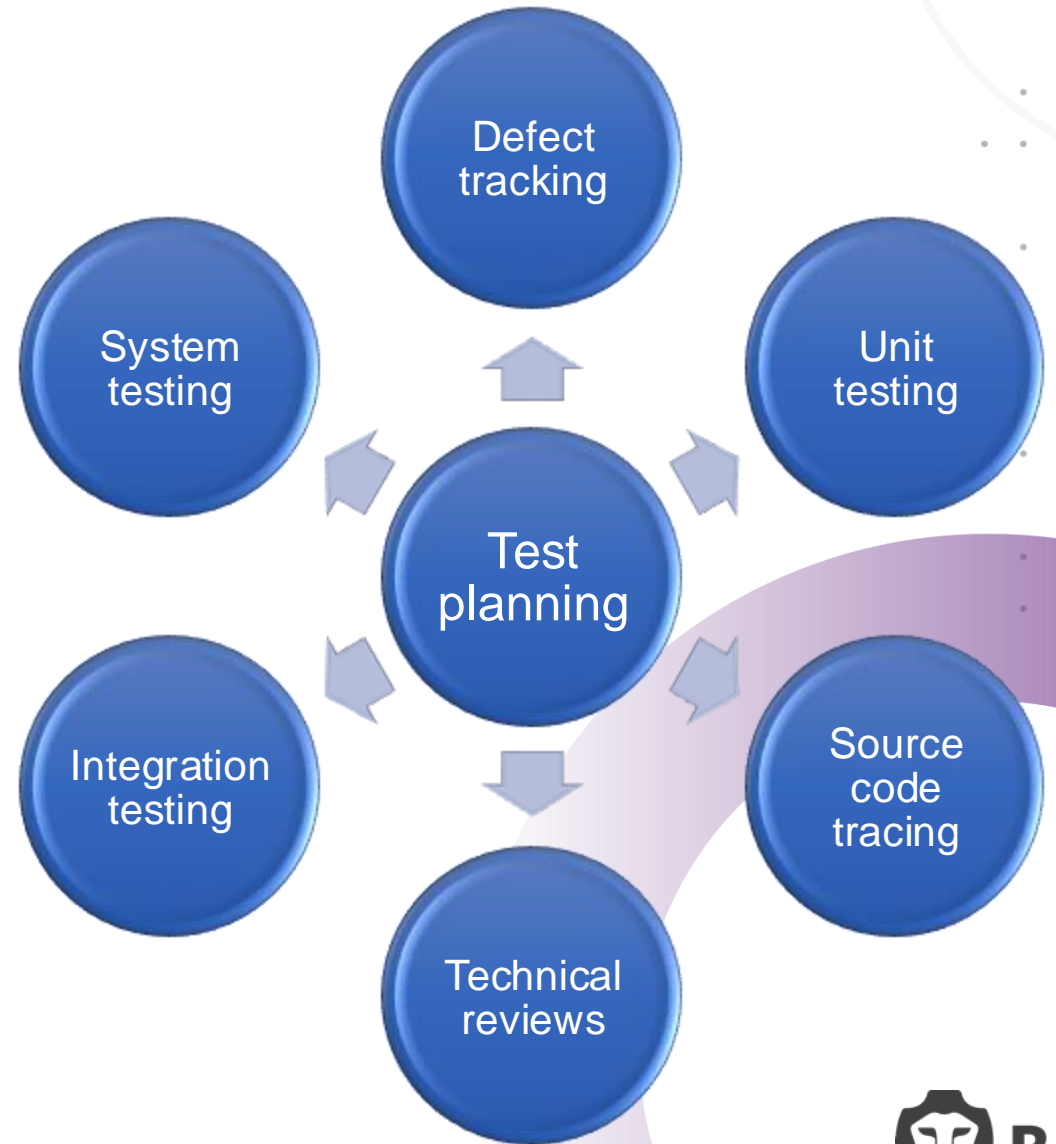 Defect
tracking
System
testing
Unit
testing
Test
planning
Integration
testing
Source
code
tracing
Technical
reviews